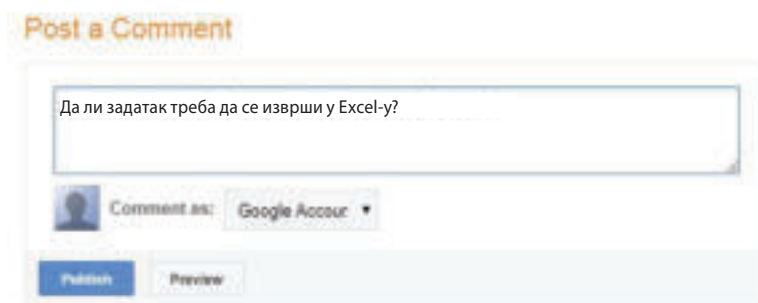 Post a Comment
Да ли задатак треба да се изврши у Excel-у?
Comment as: Google Accour
Publish Preview